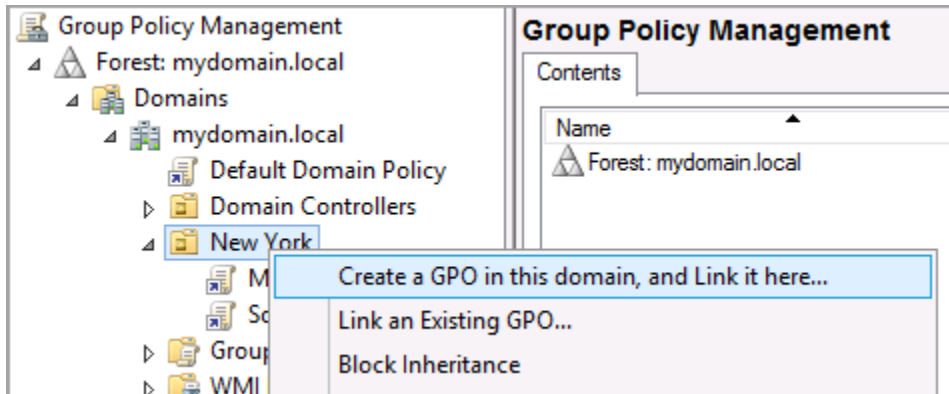 Group Policy Management
Forest: mydomain.local
Domains
mydomain.local
Default Domain Policy
Domain Controllers
New York
WMI
Group Policy Management
Contents
Name
Forest: mydomain.local
Create a GPO in this domain, and Link it here...
Link an Existing GPO...
Block Inheritance